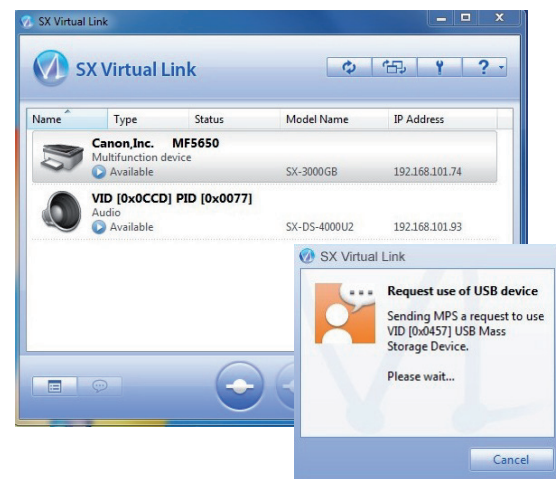 SX Virtual Link
SX Virtual Link
?
Name Type Status Model Name IP Address
Canon,Inc. MF5650
Multifunction device
Available SX-3000GB 192.168.101.74
VID [0x0CCD] PID [0x0077]
Audio
Available SX-DS-4000U2 192.168.101.93
SX Virtual Link
Request use of USB device
Sending MPS a request to use
VID [0x0457] USB Mass
Storage Device.
Please wait...
Cancel